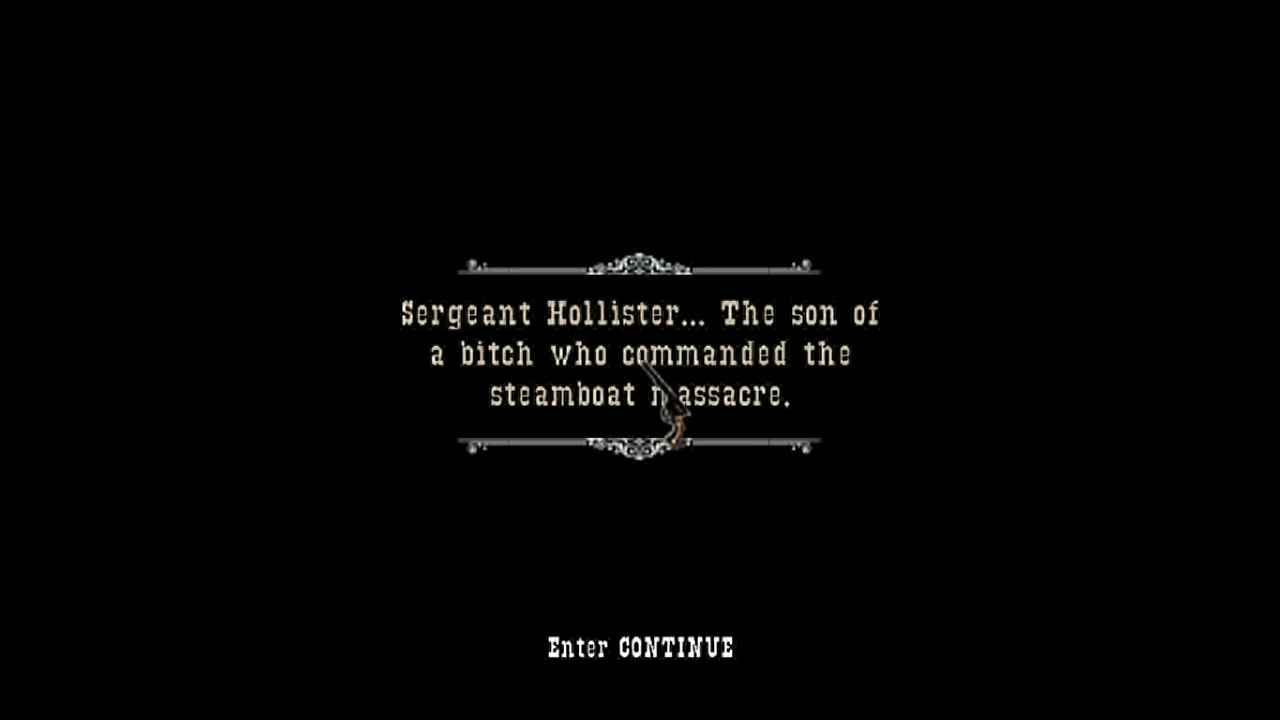 Sergeant Hollister... The son of
a bitch who commanded the
steamboat massacre.
Enter CONTINUE